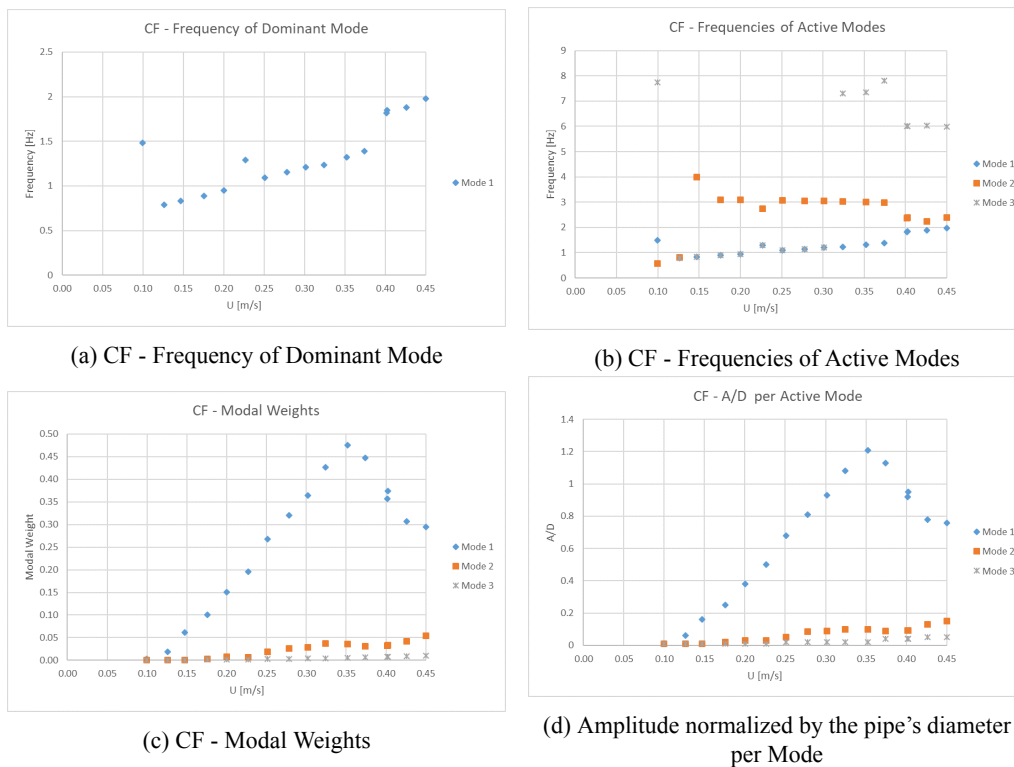 CF - Frequency of Dominant Mode
2.5
2
1.5
1
0.5
0
Frequency [Hz]
0.00 0.05 0.10 0.15 0.20 0.25 0.30 0.35 0.40 0.45
U [m/s]
Mode 1
(a) CF - Frequency of Dominant Mode
CF - Frequencies of Active Modes
9
8
7
6
5
4
3
2
1
0
Frequency [Hz]
0.00 0.05 0.10 0.15 0.20 0.25 0.30 0.35 0.40 0.45
U [m/s]
Mode 1
Mode 2
Mode 3
(b) CF - Frequencies of Active Modes
CF - Modal Weights
0.50
0.45
0.40
0.35
0.30
0.25
0.20
0.15
0.10
0.05
0.00
Modal Weight
0.00 0.05 0.10 0.15 0.20 0.25 0.30 0.35 0.40 0.45
U [m/s]
Mode 1
Mode 2
Mode 3
(c) CF - Modal Weights
CF - A/D per Active Mode
1.4
1.2
1
0.8
0.6
0.4
0.2
0
A/D
0.00 0.05 0.10 0.15 0.20 0.25 0.30 0.35 0.40 0.45
U [m/s]
Mode 1
Mode 2
Mode 3
(d) Amplitude normalized by the pipe's diameter
per Mode